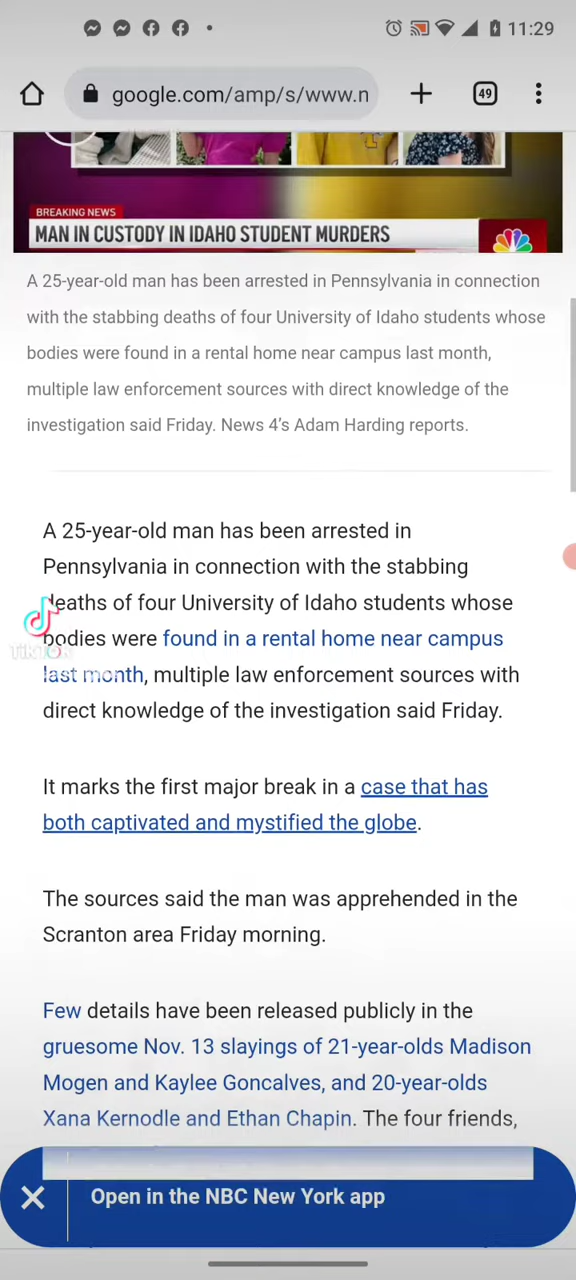 11:29
google.com/amp/s/www.n
49
BREAKING NEWS
MAN IN CUSTODY IN IDAHO STUDENT MURDERS
A 25-year-old man has been arrested in Pennsylvania in connection
with the stabbing deaths of four University of Idaho students whose
bodies were found in a rental home near campus last month,
multiple law enforcement sources with direct knowledge of the
investigation said Friday. News 4's Adam Harding reports.
A 25-year-old man has been arrested in
Pennsylvania in connection with the stabbing
deaths of four University of Idaho students whose
bodies were found in a rental home near campus
last month, multiple law enforcement sources with
direct knowledge of the investigation said Friday.
TikTok
It marks the first major break in a case that has
both captivated and mystified the globe.
The sources said the man was apprehended in the
Scranton area Friday morning.
Few details have been released publicly in the
gruesome Nov. 13 slayings of 21-year-olds Madison
Mogen and Kaylee Goncalves, and 20-year-olds
Xana Kernodle and Ethan Chapin. The four friends,
Open in the NBC New York app